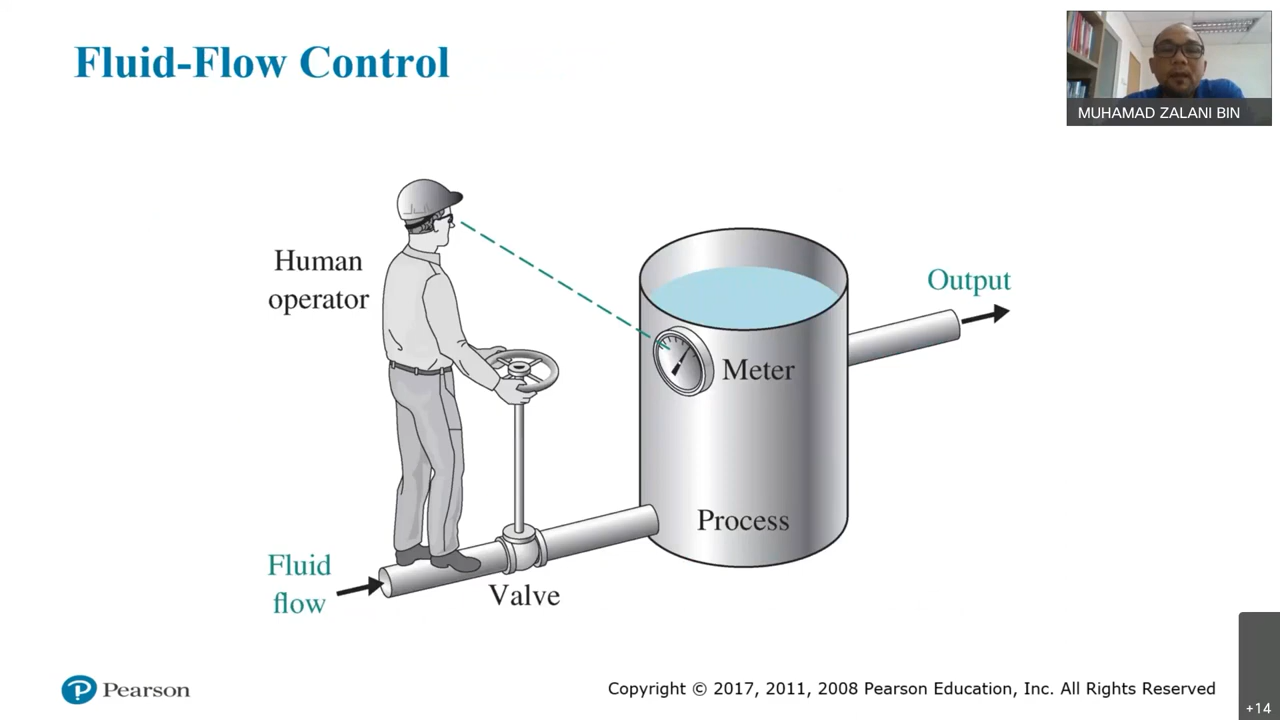 Fluid-Flow Control
MUHAMAD ZALANI BIN
Human
operator
Output
Meter
Process
Fluid
flow
Valve
Pearson
Copyright © 2017, 2011, 2008 Pearson Education, Inc. All Rights Reserved
+14